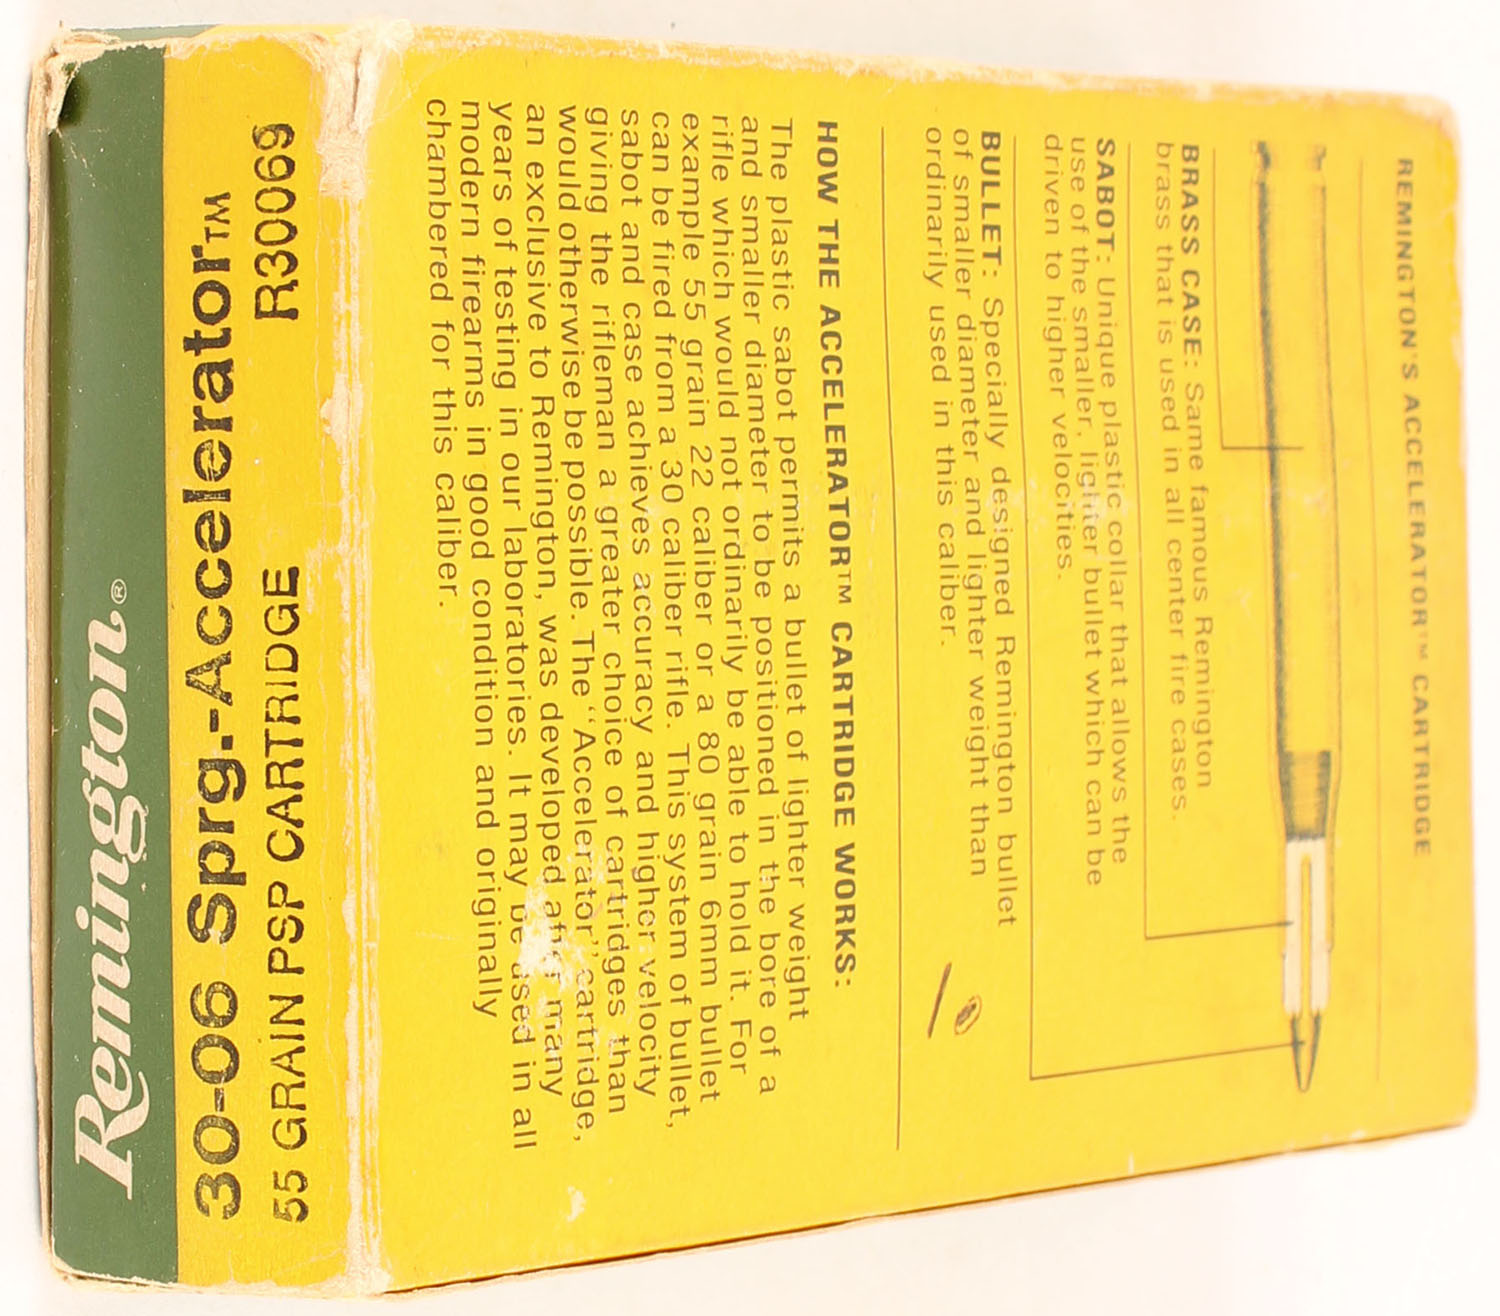 REMINGTON'S ACCELERATOR™ CARTRIDGE
BRASS CASE: Same famous Remington
brass that is used in all center fire cases.
SABOT: Unique plastic collar that allows the
use of the smaller, lighter bullet which can be
driven to higher velocities.
BULLET: Specially designed Remington bullet
of smaller diameter and lighter weight than
ordinarily used in this caliber.
HOW THE ACCELERATOR™ CARTRIDGE WORKS:
The plastic sabot permits a bullet of lighter weight
and smaller diameter to be positioned in the bore of a
rifle which would not ordinarily be able to hold it. For
example, 55 grain 22 caliber or a 80 grain 6mm bullet
can be fired from a 30 caliber rifle. This system of bullet,
sabot and case achieves accuracy and higher velocity
giving the rifleman a greater choice of cartridges than
would otherwise be possible. The "Accelerator" cartridge,
an exclusive to Remington, was developed after many
years of testing in our laboratories. It may be used in all
modern firearms in good condition and originally
chambered for this caliber.
Remington®
30-06 Sprg.-Accelerator™
55 GRAIN PSP CARTRIDGE R30069